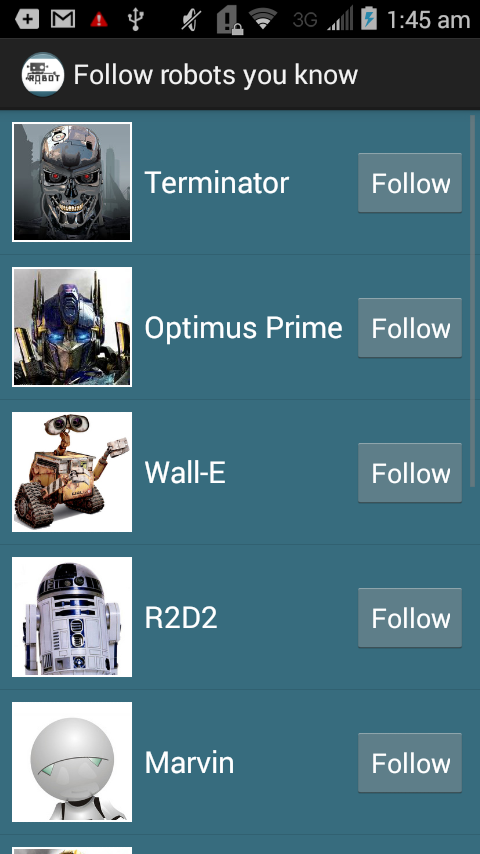 3G 1:45 am
ROBOT
Follow robots you know
Terminator
Follow
Optimus Prime
Follow
Wall-E
Follow
R2D2
Follow
Marvin
Follow